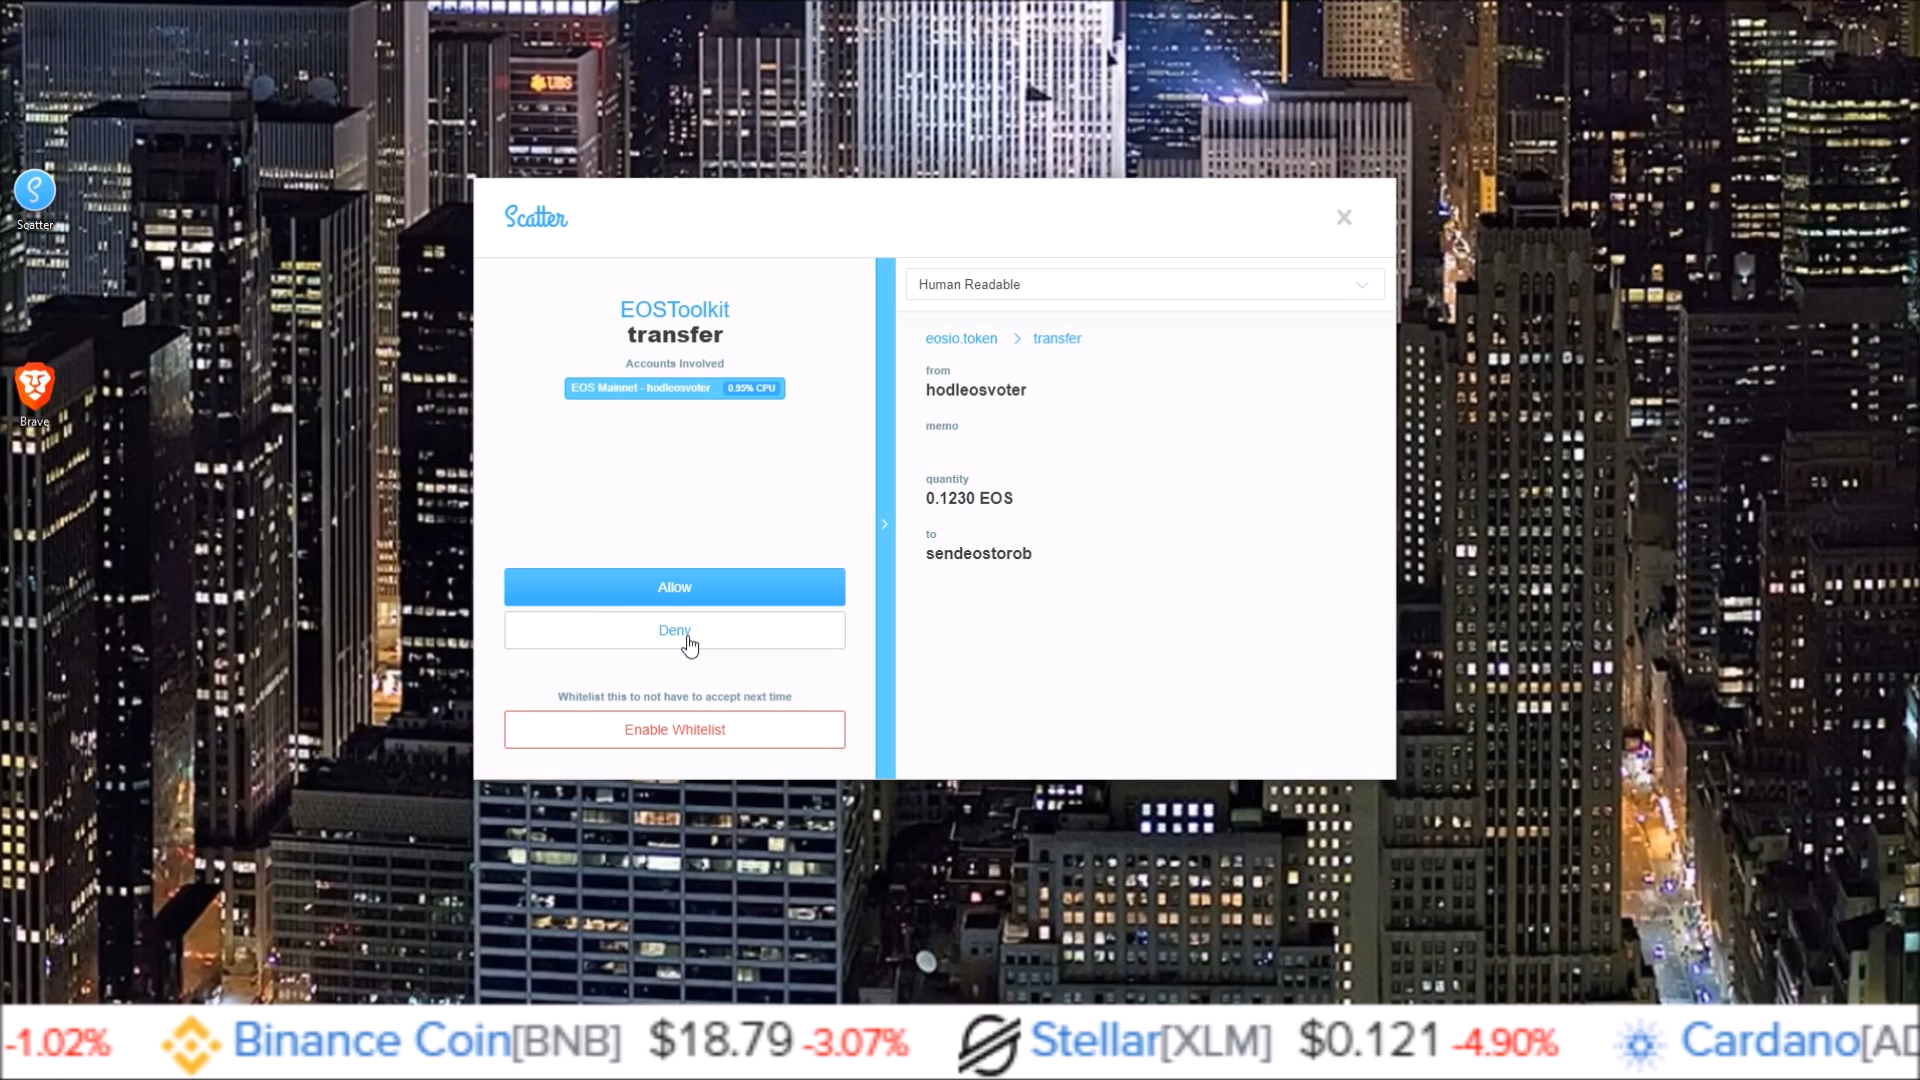 UBS
Scatter
Brave
Scatter
EOSToolkit
transfer
Accounts Involved
EOS Mainnet - hodleosvoter 0.95% CPU
Allow
Deny
Whitelist this to not have to accept next time
Enable Whitelist
Human Readable
eosio.token > transfer
from
hodleosvoter
memo
quantity
0.1230 EOS
to
sendeostorob
-1.02% Binance Coin[BNB] $18.79 -3.07% Stellar[XLM] $0.121 -4.90% Cardano[AD